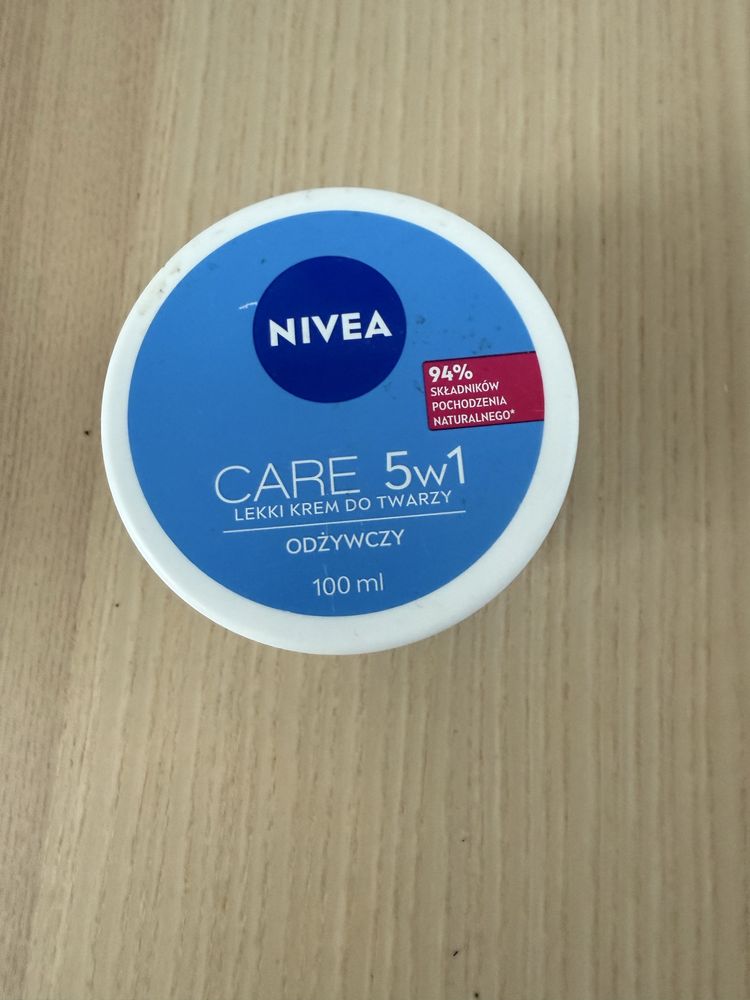 NIVEA
94%
SKŁADNIKÓW
POCHODZENIA
NATURALNEGO*
CARE 5w1
LEKKI KREM DO TWARZY
ODŻYWCZY
100 ml